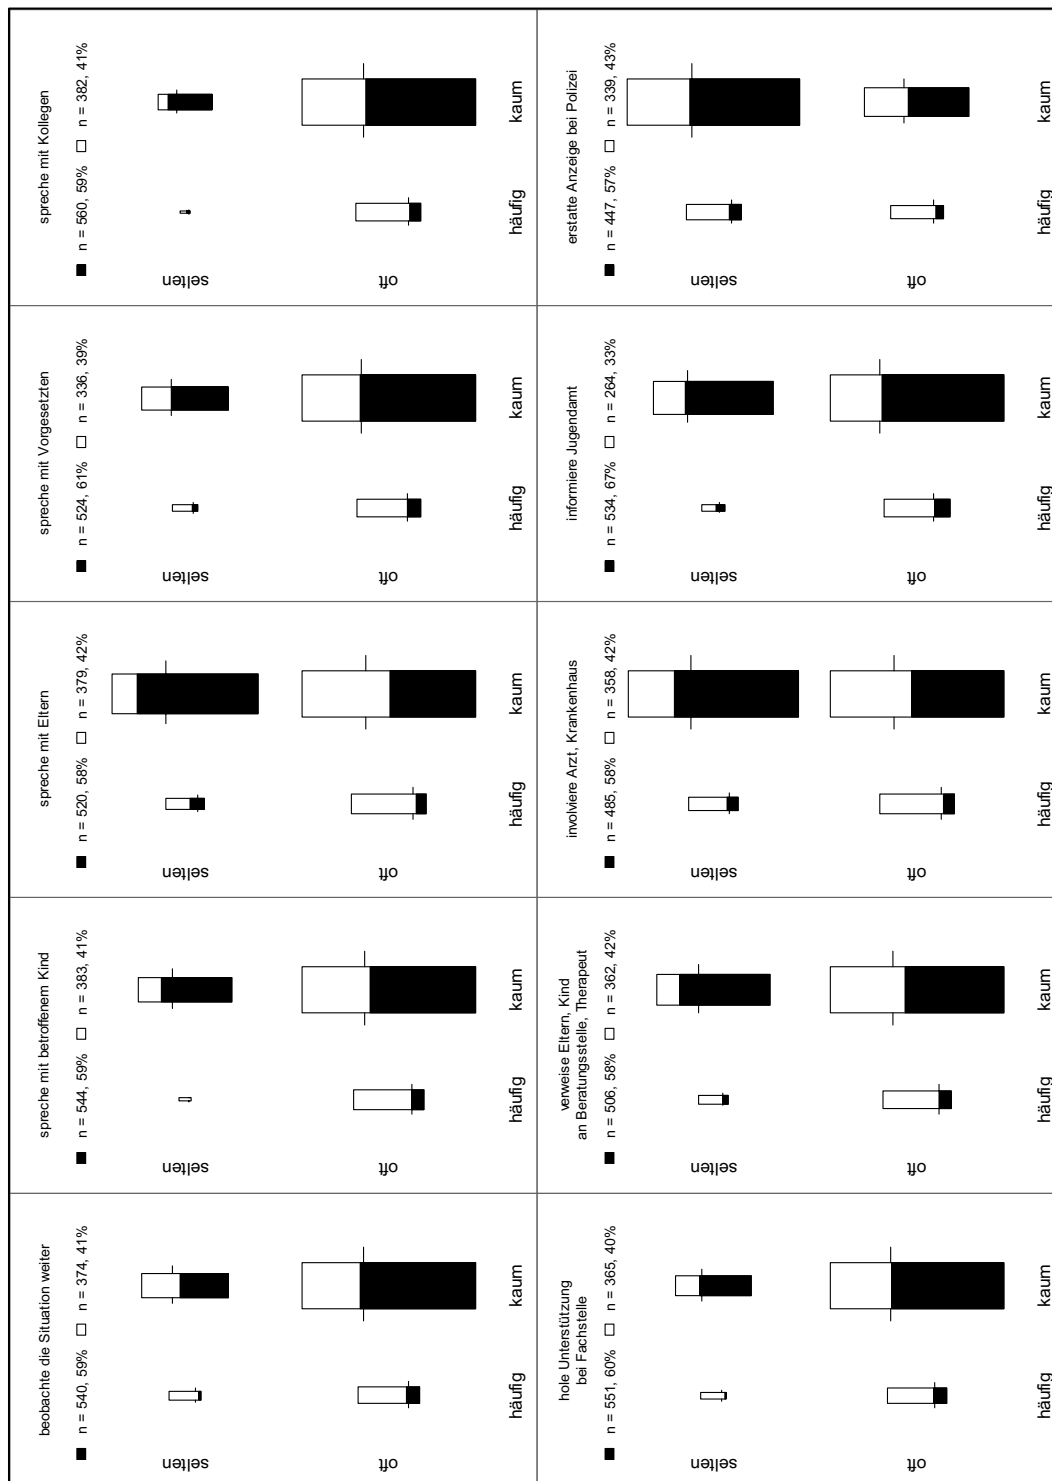 beobachte die Situation weiter
n = 540, 59% n = 374, 41%
selten
oft
häufig kaum
spreche mit betroffenem Kind
n = 544, 59% n = 383, 41%
selten
oft
häufig kaum
spreche mit Eltern
n = 520, 58% n = 379, 42%
selten
oft
häufig kaum
spreche mit Vorgesetzten
n = 524, 61% n = 336, 39%
selten
oft
häufig kaum
spreche mit Kollegen
n = 560, 59% n = 382, 41%
selten
oft
häufig kaum
hole Unterstützung
bei Fachstelle
n = 551, 60% n = 365, 40%
selten
oft
häufig kaum
verweise Eltern, Kind
an Beratungsstelle, Therapeut
n = 506, 58% n = 362, 42%
selten
oft
häufig kaum
involviere Arzt, Krankenhaus
n = 485, 58% n = 358, 42%
selten
oft
häufig kaum
informiere Jugendamt
n = 534, 67% n = 264, 33%
selten
oft
häufig kaum
erstatte Anzeige bei Polizei
n = 447, 57% n = 339, 43%
selten
oft
häufig kaum